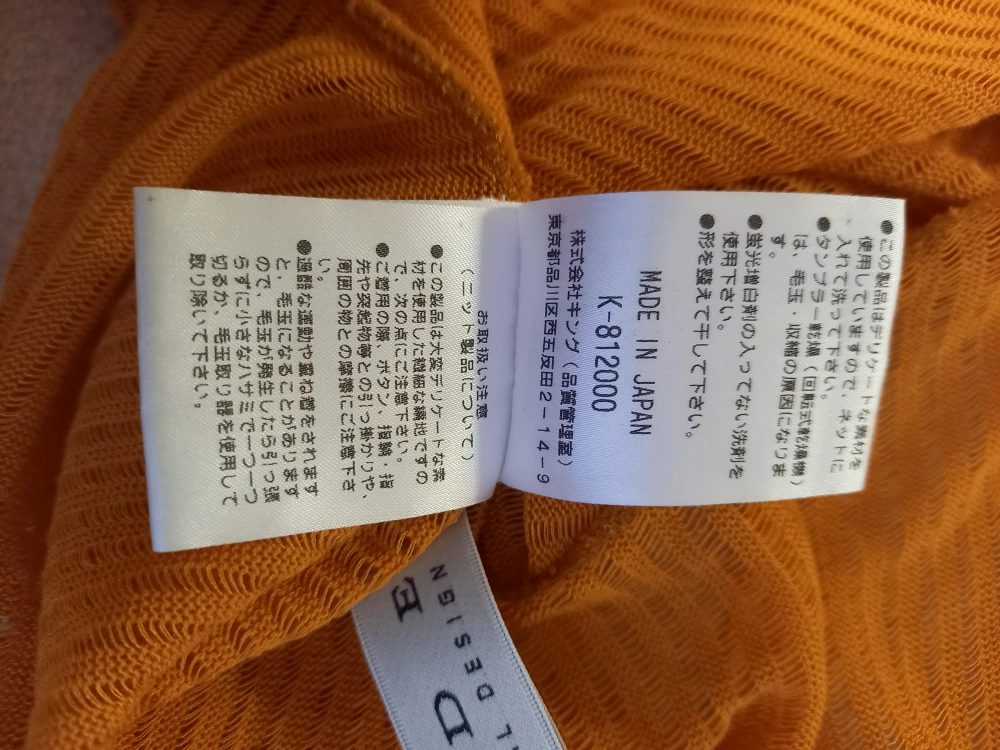 ●この製品はデリケートな素材を
使用していますので、ネットに
入れて洗って下さい。
●タンブラー乾燥(回転式乾燥機)
は、毛玉・収縮の原因になりま
す。
●蛍光増白剤の入ってない洗剤を
使用下さい。
●形を整えて干して下さい。
MADE IN JAPAN
K-812000
株式会社キング(品質管理室)
東京都品川区西五反田2-14-9
お取扱い注意
(ニット製品について)
●この製品は大変デリケートな素
材を使用した繊細な編地ですの
で、次の点にご注意下さい。
●ご着用の際、ボタン、指輪・指
先や突起物等との引っ掛かりや、
周囲の物との摩擦にご注意下さ
い。
●過酷な運動や重ね着をされます
と、毛玉になることがあります
ので、毛玉が発生したら引っ張
らずに小さなハサミで一つ一つ
切るか、毛玉取り器を使用して
取り除いて下さい。
D E
L DESIGN